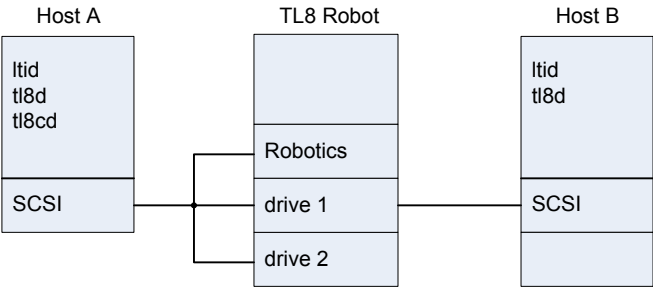 Host A
TL8 Robot
Host B
ltid
tl8d
tl8cd
SCSI
Robotics
drive 1
drive 2
ltid
tl8d
SCSI